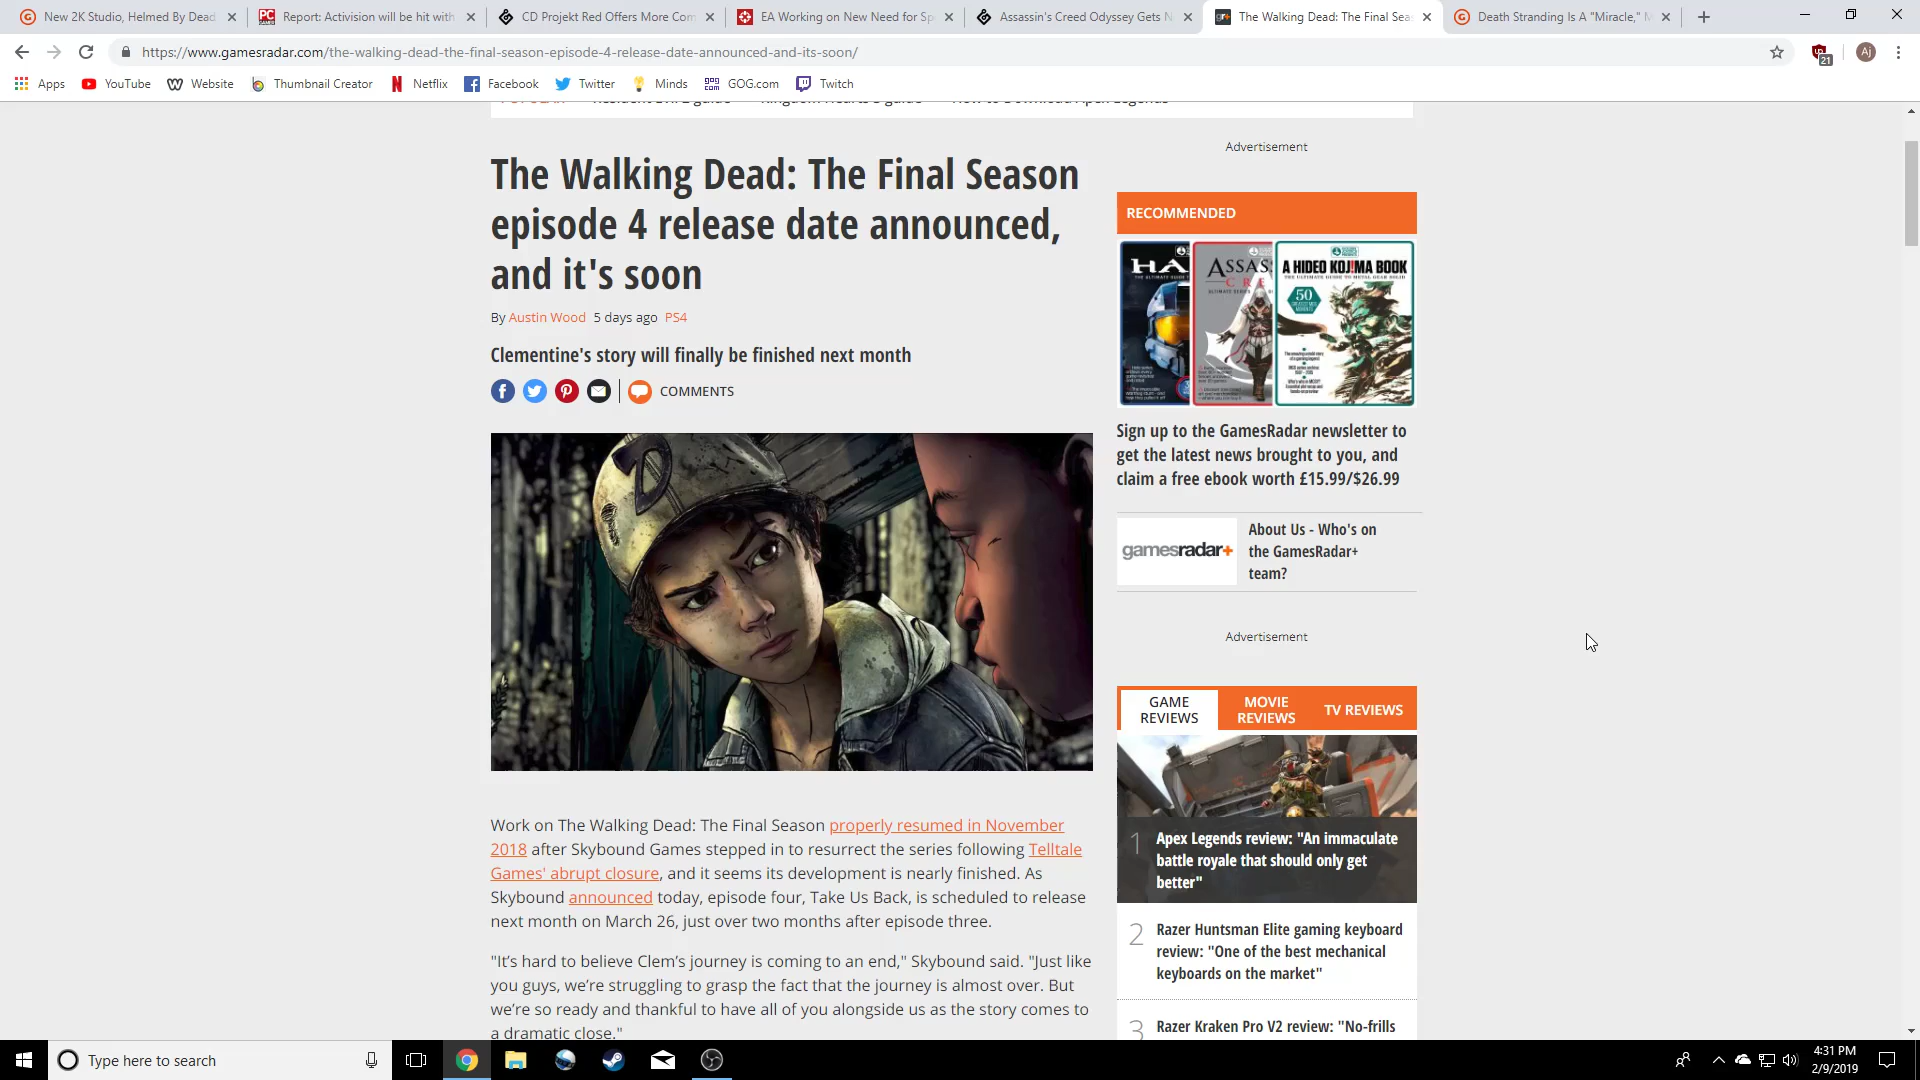 New 2K Studio, Helmed By Dead
Report: Activision will be hit with
CD Projekt Red Offers More Com
EA Working on New Need for Sp
Assassin's Creed Odyssey Gets N
The Walking Dead: The Final Sea
Death Stranding Is A "Miracle," M
https://www.gamesradar.com/the-walking-dead-the-final-season-episode-4-release-date-announced-and-its-soon/
21
Aj
Apps YouTube Website Thumbnail Creator Netflix Facebook Twitter Minds GOG.com Twitch
The Walking Dead: The Final Season
episode 4 release date announced,
and it's soon
By Austin Wood 5 days ago PS4
Clementine's story will finally be finished next month
COMMENTS
Work on The Walking Dead: The Final Season properly resumed in November
2018 after Skybound Games stepped in to resurrect the series following Telltale
Games' abrupt closure, and it seems its development is nearly finished. As
Skybound announced today, episode four, Take Us Back, is scheduled to release
next month on March 26, just over two months after episode three.
"It's hard to believe Clem's journey is coming to an end," Skybound said. "Just like
you guys, we're struggling to grasp the fact that the journey is almost over. But
we're so ready and thankful to have all of you alongside us as the story comes to
a dramatic close."
Advertisement
RECOMMENDED
HA
ASSAS
CRE
A HIDEO KOJIMA BOOK
THE ULTIMATE GUIDE TO METAL GEAR SOLID
50
Sign up to the GamesRadar newsletter to
get the latest news brought to you, and
claim a free ebook worth £15.99/$26.99
gamesradar+
About Us - Who's on
the GamesRadar+
team?
Advertisement
GAME
REVIEWS
MOVIE
REVIEWS
TV REVIEWS
1 Apex Legends review: "An immaculate
battle royale that should only get
better"
2 Razer Huntsman Elite gaming keyboard
review: "One of the best mechanical
keyboards on the market"
3 Razer Kraken Pro V2 review: "No-frills
Type here to search
4:31 PM
2/9/2019